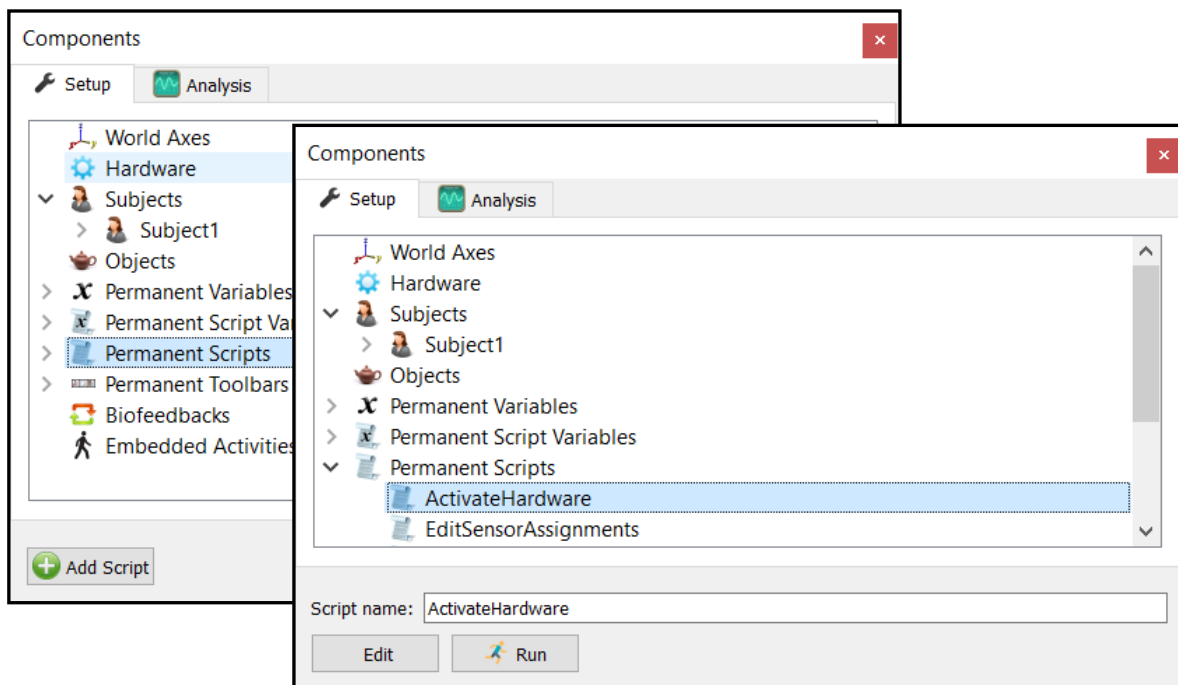 Components
Setup
Analysis
World Axes
Hardware
Subjects
Subject1
Objects
Permanent Variables
Permanent Script Va
Permanent Scripts
Permanent Toolbars
Biofeedbacks
Embedded Activities
Add Script
Components
Setup
Analysis
World Axes
Hardware
Subjects
Subject1
Objects
Permanent Variables
Permanent Script Variables
Permanent Scripts
ActivateHardware
EditSensorAssignments
Script name: ActivateHardware
Edit
Run